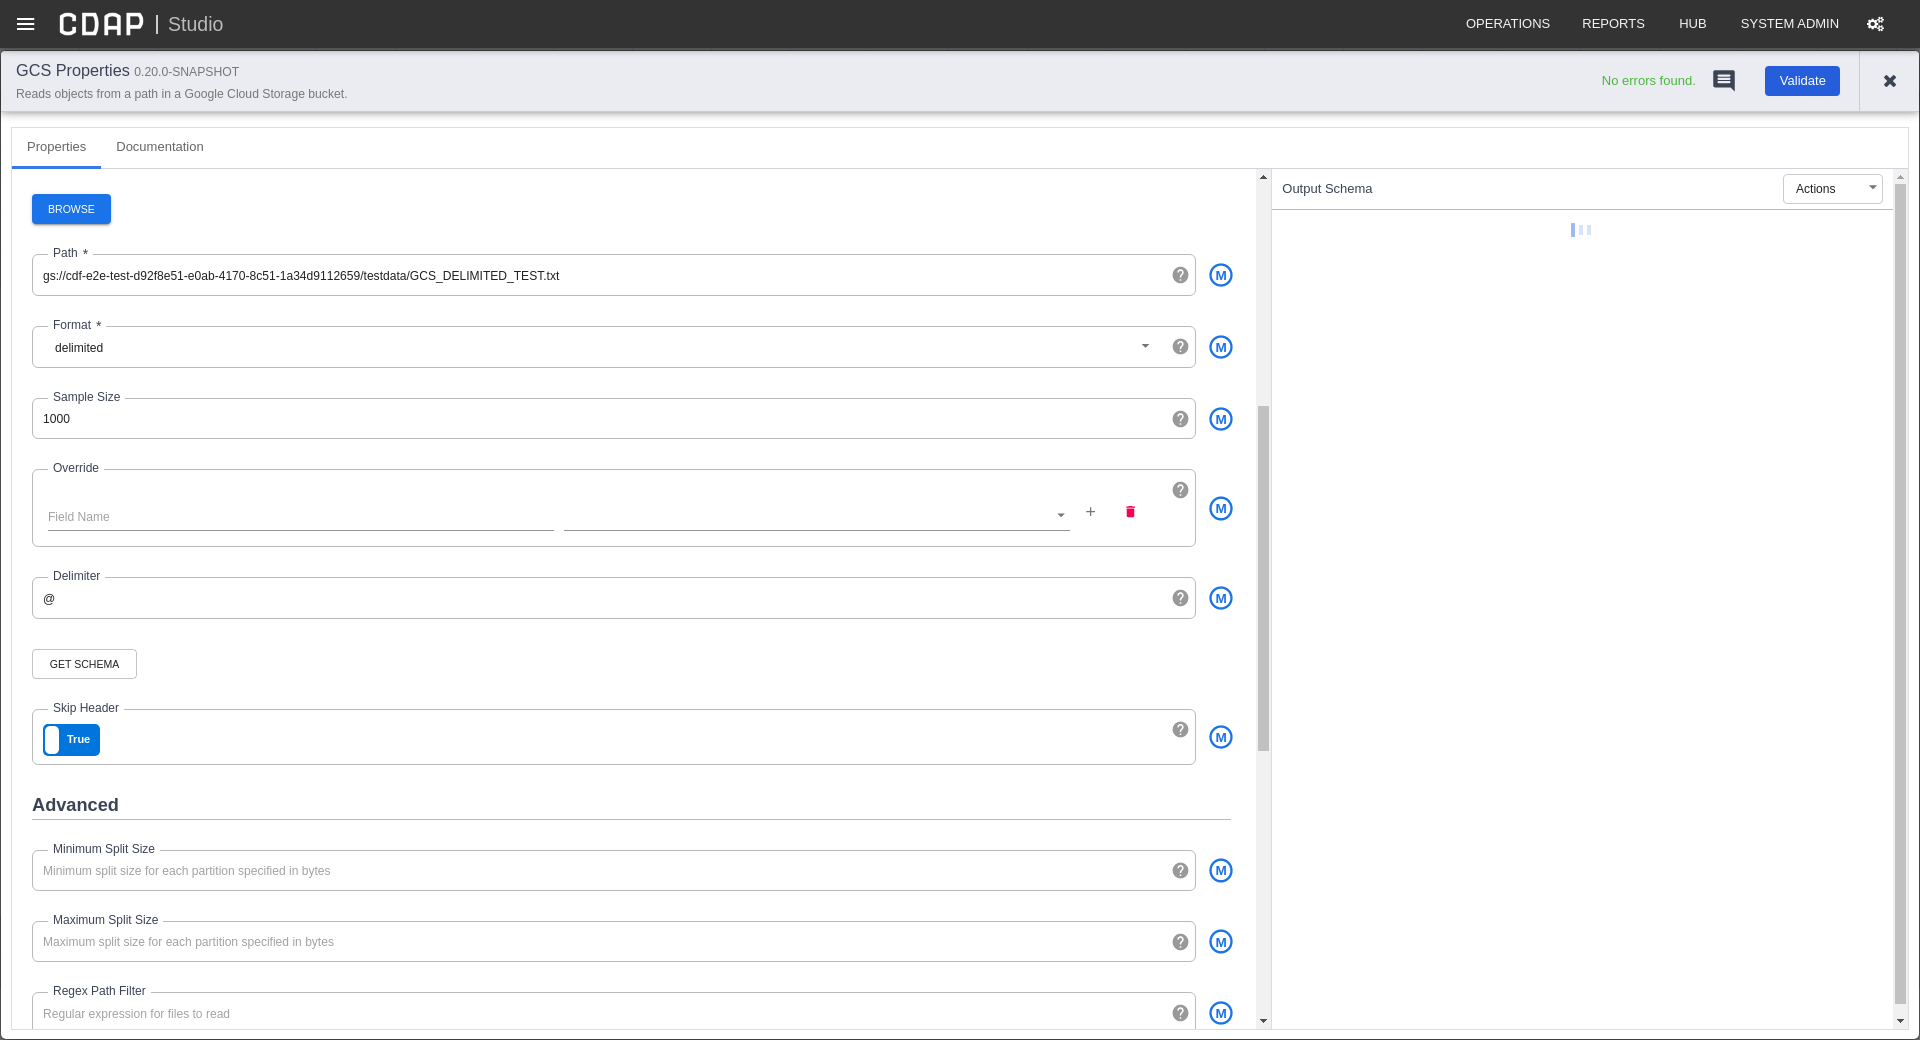 CDAP | Studio
OPERATIONS REPORTS HUB SYSTEM ADMIN
GCS Properties 0.20.0-SNAPSHOT
Reads objects from a path in a Google Cloud Storage bucket.
No errors found.
Validate
Properties Documentation
BROWSE
Output Schema
Actions
Path *
gs://cdf-e2e-test-d92f8e51-e0ab-4170-8c51-1a34d9112659/testdata/GCS_DELIMITED_TEST.txt
M
Format *
delimited
M
Sample Size
1000
M
Override
Field Name
M
Delimiter
@
M
GET SCHEMA
Skip Header
True
M
Advanced
Minimum Split Size
Minimum split size for each partition specified in bytes
M
Maximum Split Size
Maximum split size for each partition specified in bytes
M
Regex Path Filter
Regular expression for files to read
M